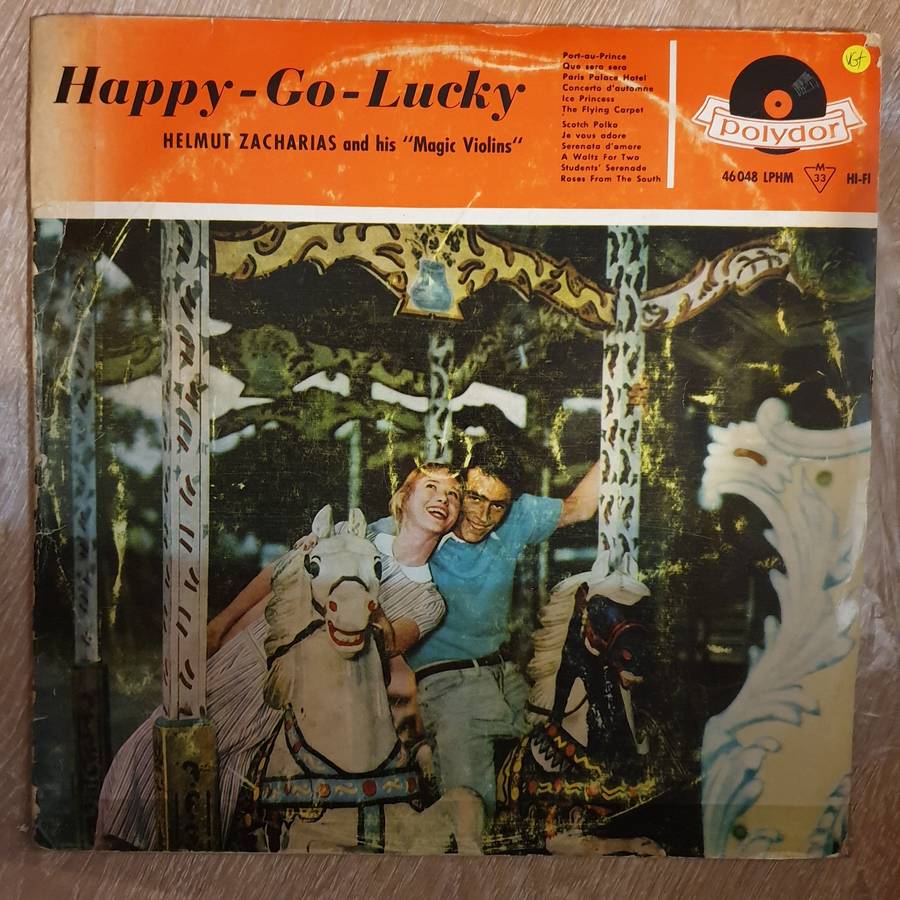 Happy-Go-Lucky
HELMUT ZACHARIAS and his "Magic Violins"
Port-au-Prince
Que sera sera
Paris Palace Hotel
Concerto d'automne
Ice Princess
The Flying Carpet
Scotch Polka
Je vous adore
Serenata d'amore
A Waltz For Two
Students' Serenade
Roses From The South
polydor
46 048 LPHM
M
33
HI-FI
VG+